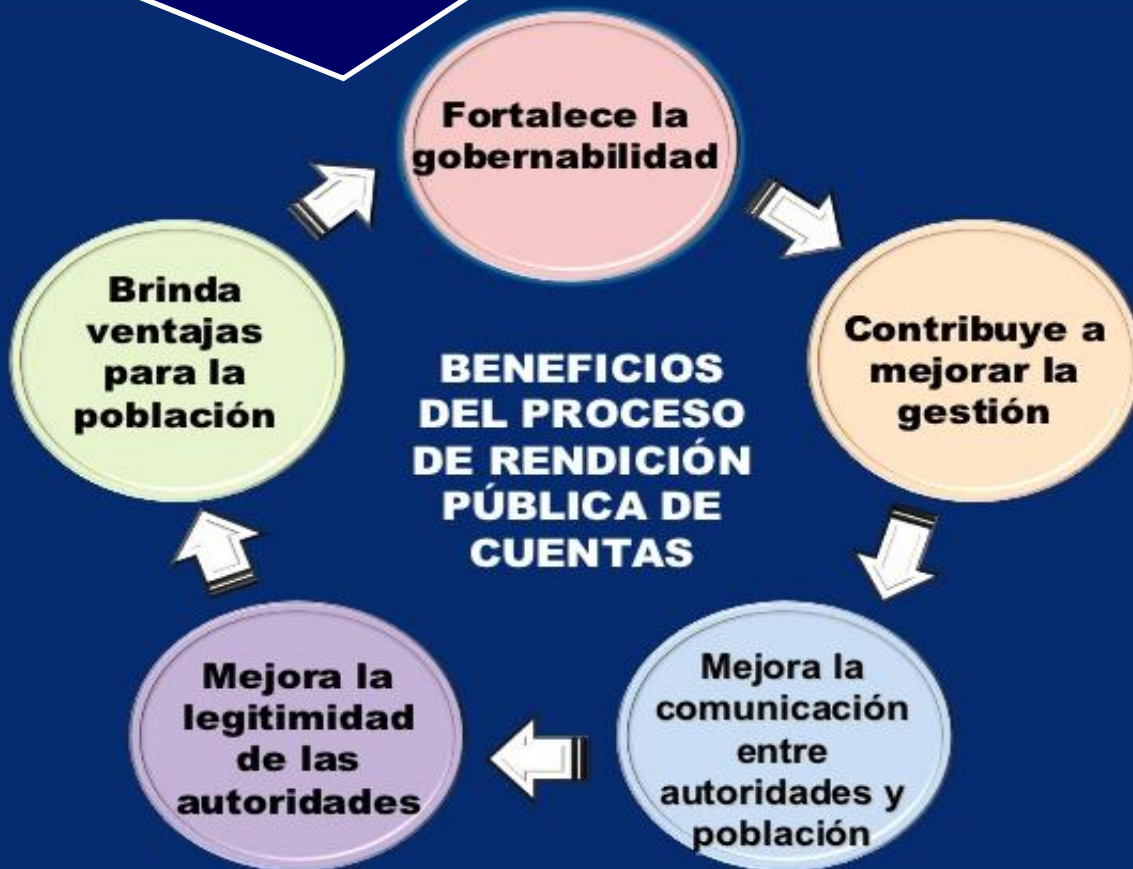 Fortalece la
gobernabilidad
Contribuye a
mejorar la
gestión
Mejora la
comunicación
entre
autoridades y
población
Mejora la
legitimidad
de las
autoridades
Brinda
ventajas
para la
población
BENEFICIOS
DEL PROCESO
DE RENDICIÓN
PÚBLICA DE
CUENTAS